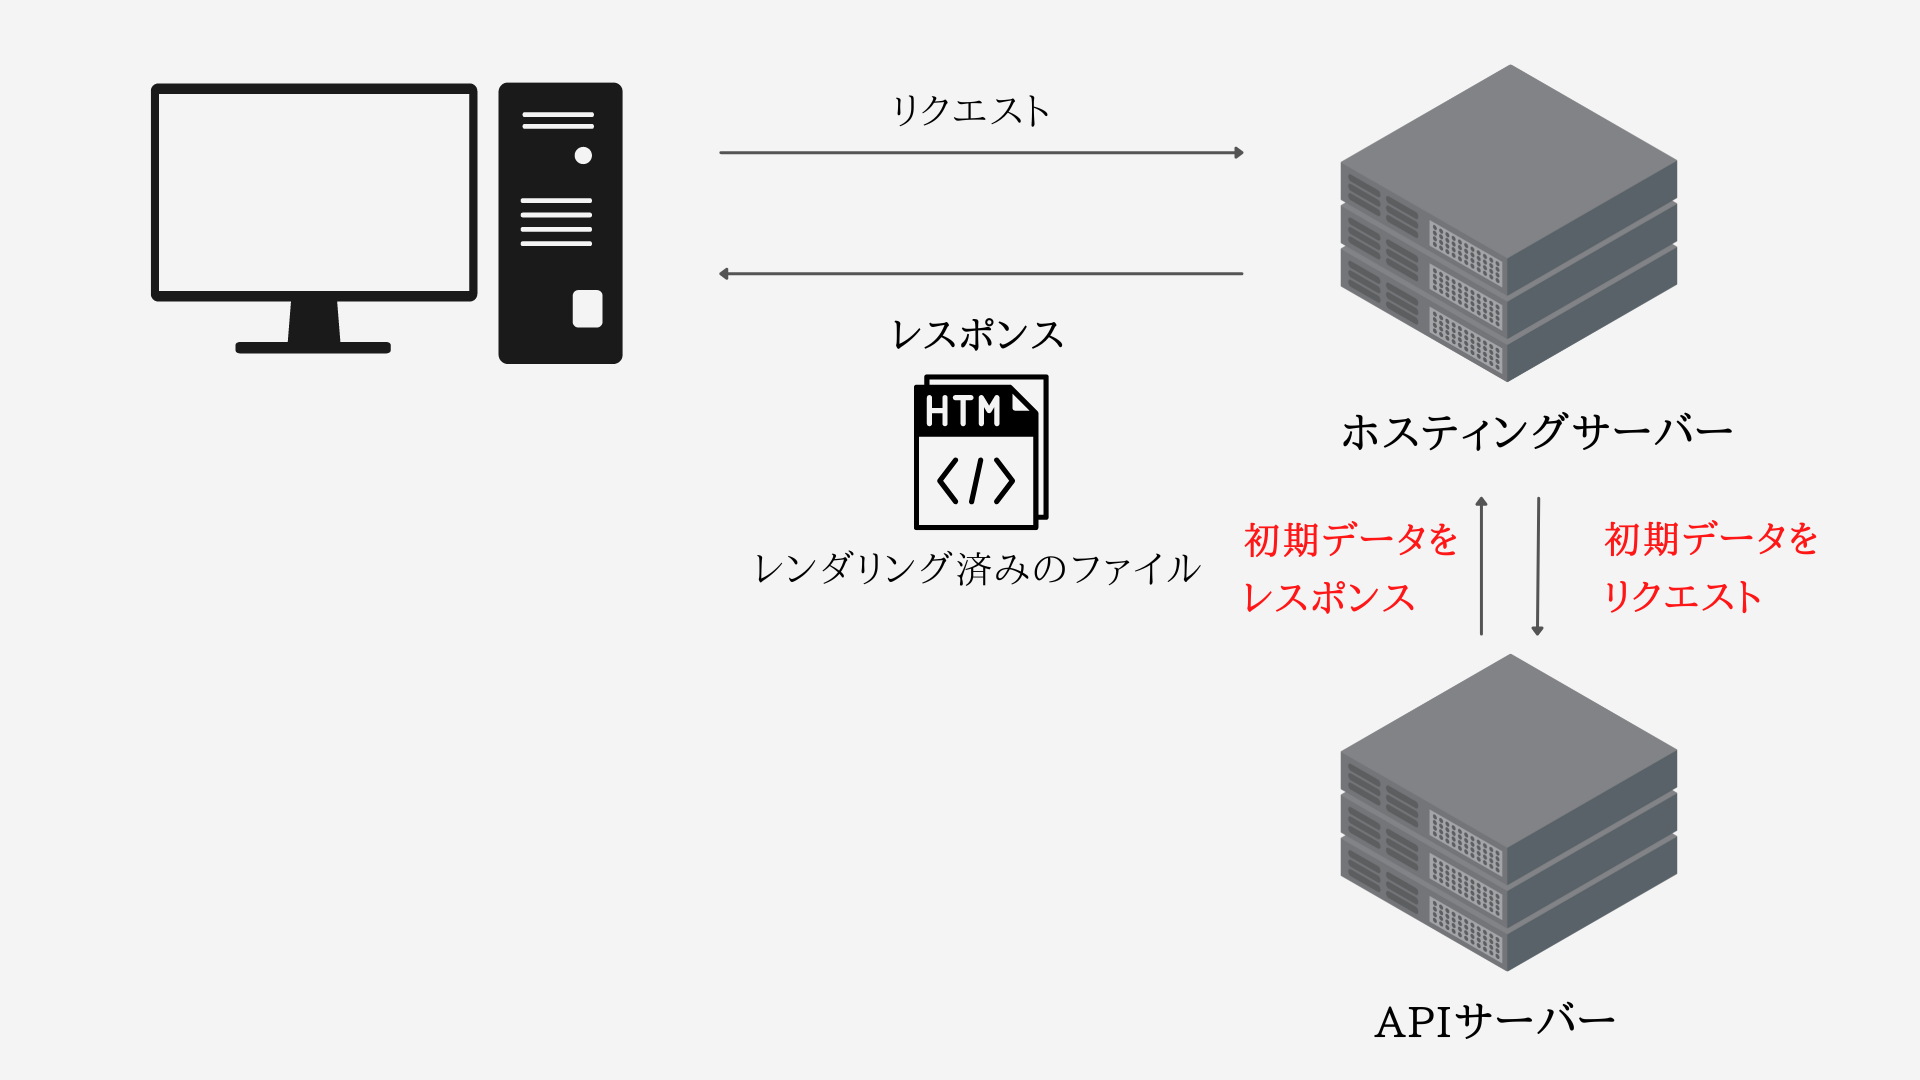 リクエスト
レスポンス
HTM
</>
レンダリング済みのファイル
ホスティングサーバー
初期データを
レスポンス
初期データを
リクエスト
APIサーバー